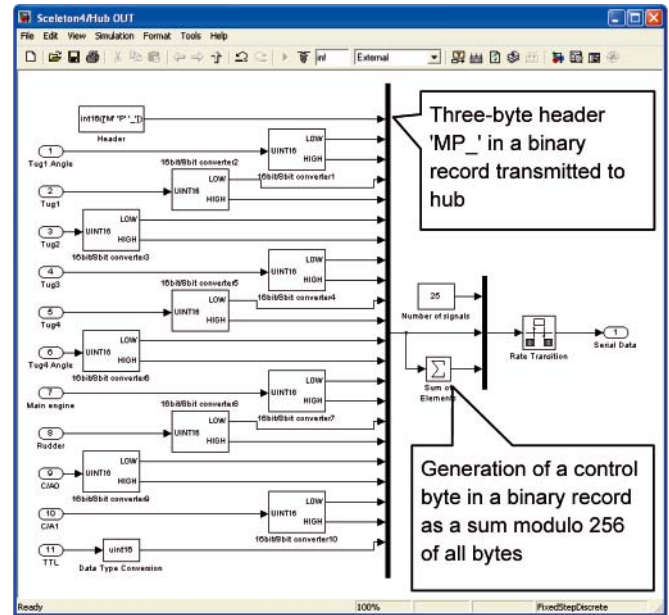 Sceleton4/Hub OUT
File Edit View Simulation Format Tools Help
inf
External
int16(['M' 'P' '_'])
Header
Three-byte header
'MP_' in a binary
record transmitted to
hub
1
Tug1 Angle
UINT16
LOW
HIGH
16bit/8bit converter1
16bit/8bit converter2
2
Tug1
UINT16
LOW
HIGH
3
Tug2
UINT16
LOW
HIGH
16bit/8bit converter3
4
Tug3
UINT16
LOW
HIGH
16bit/8bit converter4
16bit/8bit converter5
5
Tug4
UINT16
LOW
HIGH
6
Tug4 Angle
UINT16
LOW
HIGH
16bit/8bit converter6
7
Main engine
UINT16
LOW
HIGH
16bit/8bit converter7
16bit/8bit converter8
8
Rudder
UINT16
LOW
HIGH
9
C/A0
UINT16
LOW
HIGH
16bit/8bit converter9
10
C/A1
UINT16
LOW
HIGH
16bit/8bit converter10
11
TTL
uint16
Data Type Conversion
25
Number of signals
Sum of
Elements
Rate Transition
1
Serial Data
Generation of a control
byte in a binary record
as a sum modulo 256
of all bytes
Ready
100%
FixedStepDiscrete